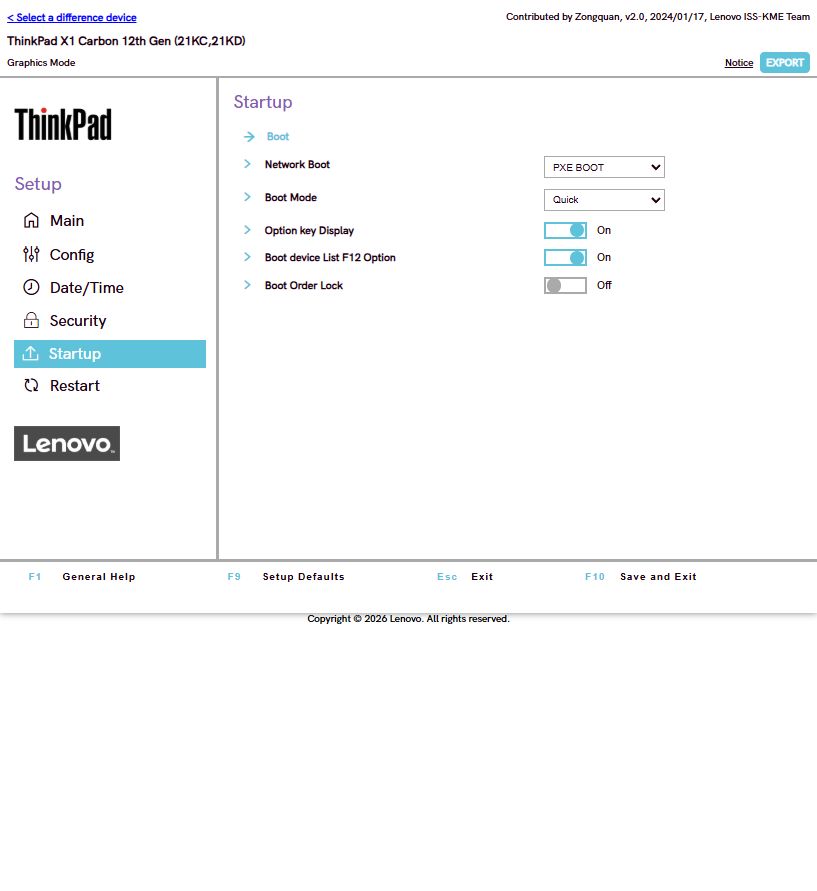 < Select a difference device
Contributed by Zongquan, v2.0, 2024/01/17, Lenovo ISS-KME Team
ThinkPad X1 Carbon 12th Gen (21KC,21KD)
Graphics Mode
Notice
EXPORT
ThinkPad
Setup
Main
Config
Date/Time
Security
Startup
Restart
Lenovo™
Startup
Boot
Network Boot PXE BOOT
Boot Mode Quick
Option key Display On
Boot device List F12 Option On
Boot Order Lock Off
F1 General Help F9 Setup Defaults Esc Exit F10 Save and Exit
Copyright © 2026 Lenovo. All rights reserved.